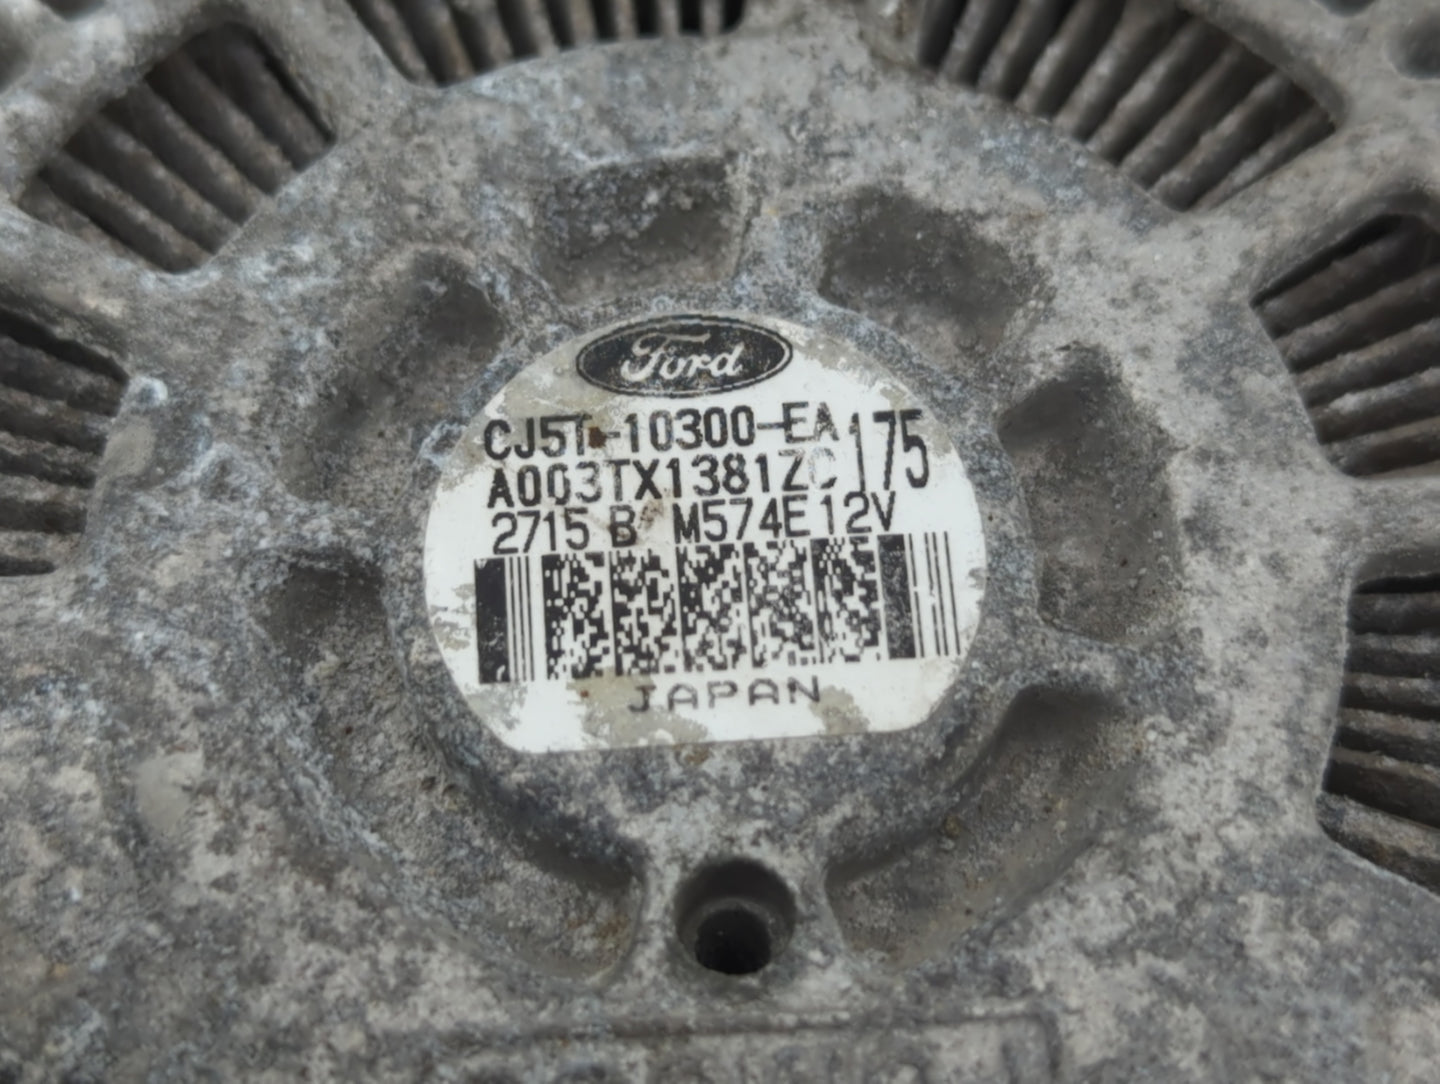 Ford
CJ5T-10300-EA 175
A003TX1381ZC
2715 B M574E 12V
JAPAN